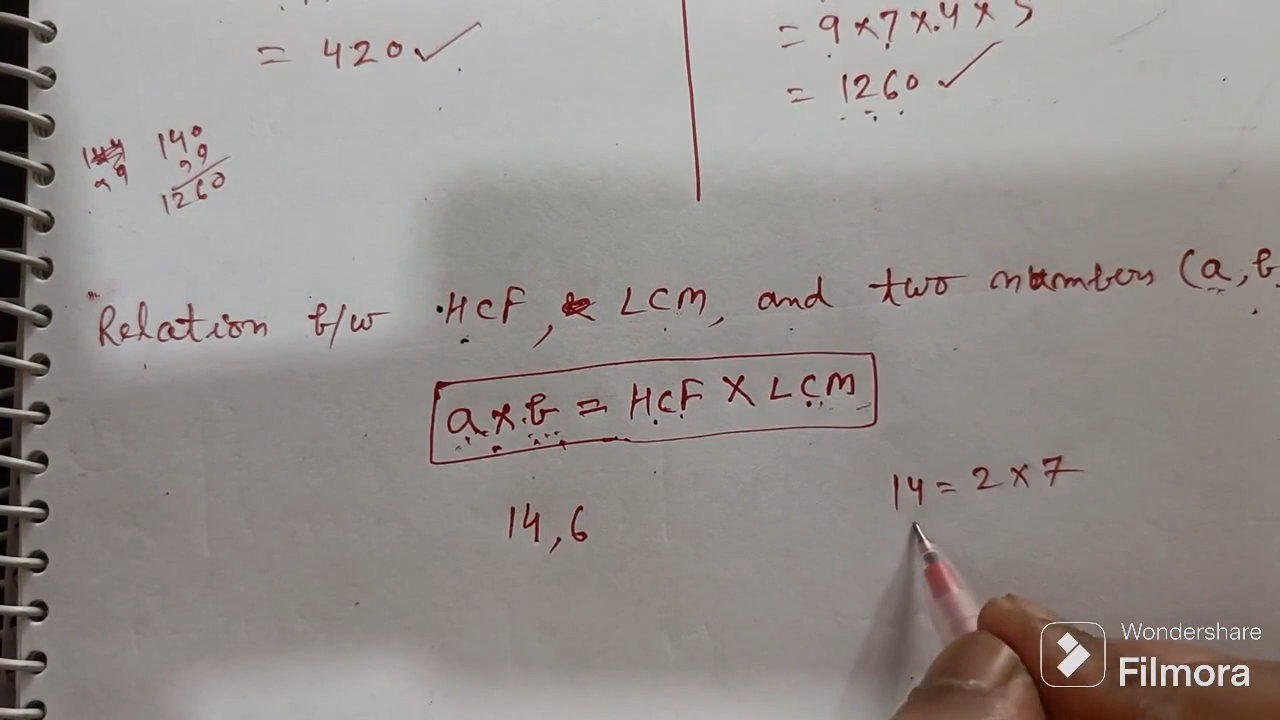 = 420 ✓
= 9 × 7 × 4 × 5
= 1260 ✓
140
× 9
1260
Relation b/w HCF, LCM, and two numbers (a, b
a × b = HCF × LCM
14, 6
14 = 2 × 7
Wondershare
Filmora